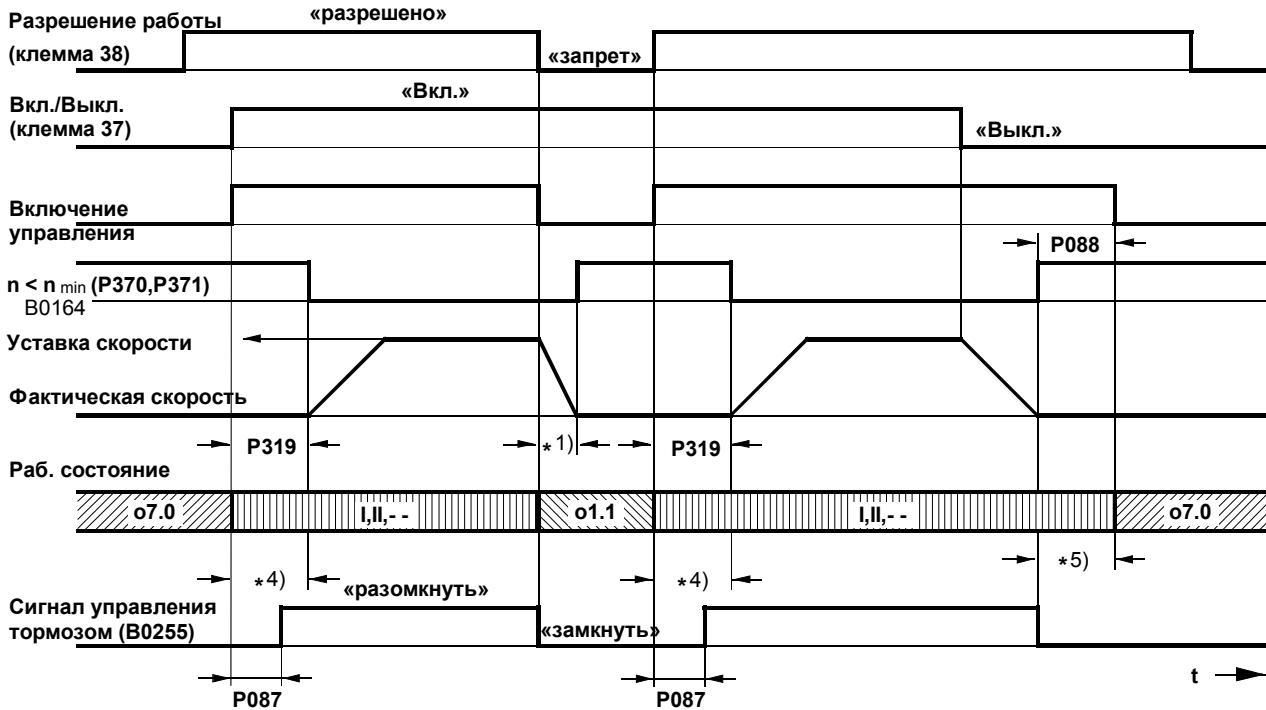 Разрешение работы
(клемма 38)
«разрешено»
«запрет»
Вкл./Выкл.
(клемма 37)
«Вкл.»
«Выкл.»
Включение
управления
P088
n < n min (P370,P371)
B0164
Уставка скорости
Фактическая скорость
P319
*1)
P319
Раб. состояние
o7.0
I,II,- -
o1.1
I,II,- -
o7.0
*4)
*4)
*5)
Сигнал управления
тормозом (B0255)
«разомкнуть»
«замкнуть»
t
P087
P087